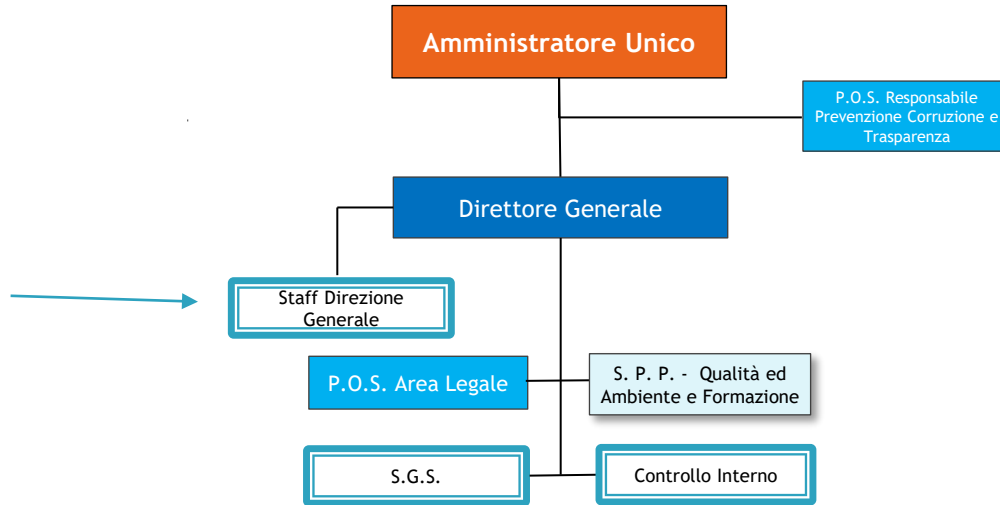 Amministratore Unico
P.O.S. Responsabile
Prevenzione Corruzione e
Trasparenza
Direttore Generale
Staff Direzione
Generale
P.O.S. Area Legale
S. P. P. - Qualità ed
Ambiente e Formazione
S.G.S.
Controllo Interno